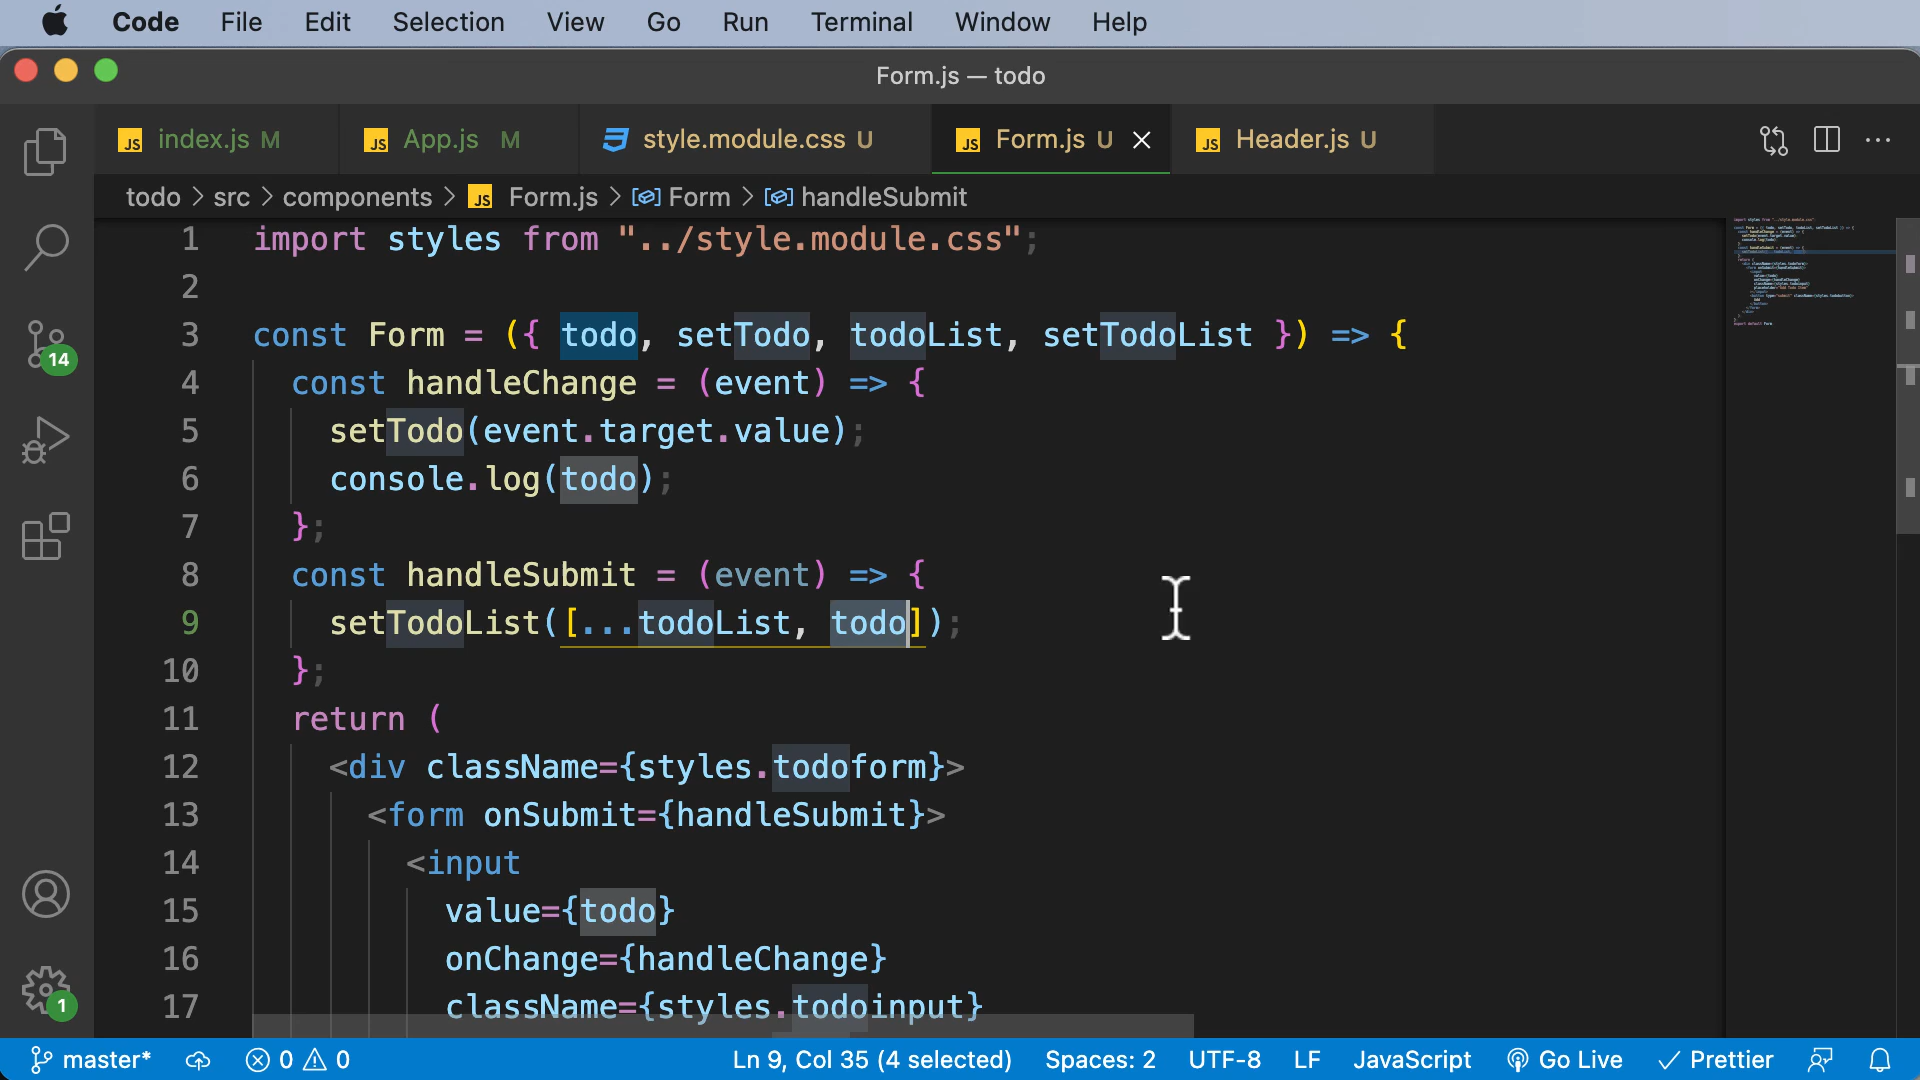 Code File Edit Selection View Go Run Terminal Window Help
Form.js — todo
JS index.js M JS App.js M style.module.css U JS Form.js U JS Header.js U
todo > src > components > JS Form.js > Form > handleSubmit
1 import styles from "../style.module.css";
2
3 const Form = ({ todo, setTodo, todoList, setTodoList }) => {
4 const handleChange = (event) => {
5 setTodo(event.target.value);
6 console.log(todo);
7 };
8 const handleSubmit = (event) => {
9 setTodoList([...todoList, todo]);
10 };
11 return (
12 <div className={styles.todoform}>
13 <form onSubmit={handleSubmit}>
14 <input
15 value={todo}
16 onChange={handleChange}
17 className={styles.todoinput}
14
1
master* 0 0 Ln 9, Col 35 (4 selected) Spaces: 2 UTF-8 LF JavaScript Go Live Prettier